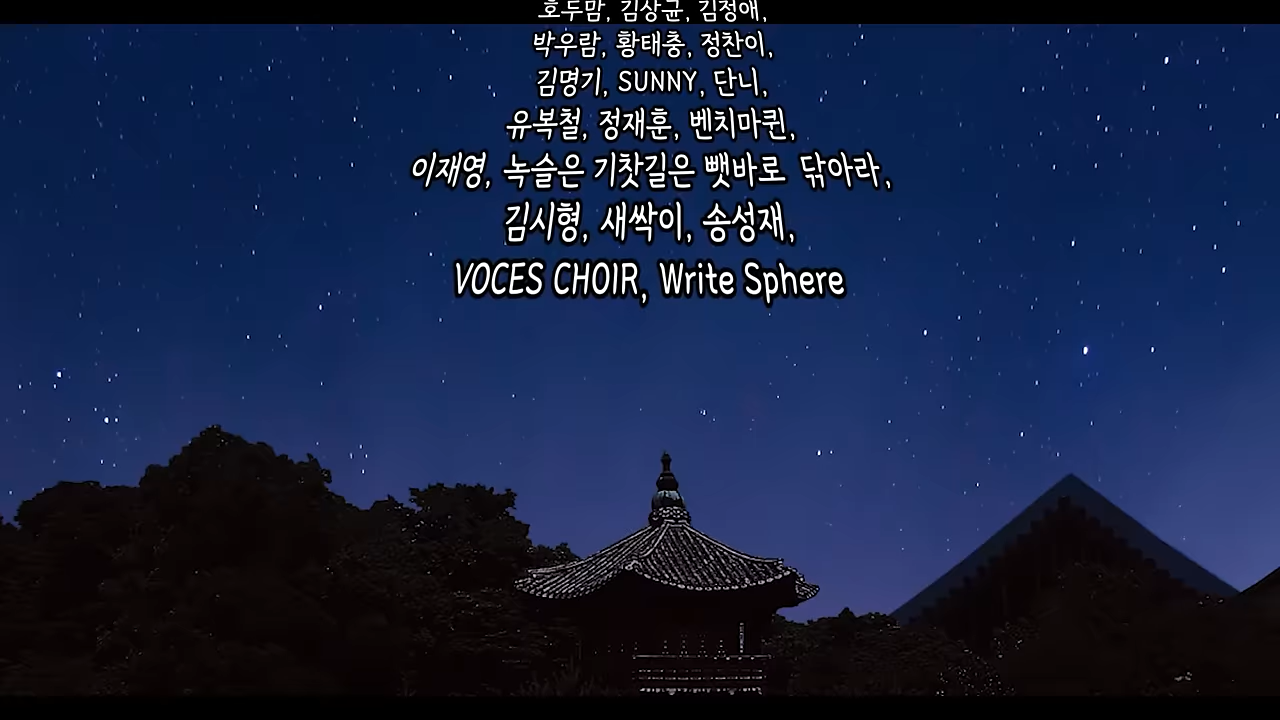 호두맘, 김상균, 김정애,
박우람, 황태충, 정찬이,
김명기, SUNNY, 단니,
유복철, 정재훈, 벤치마퀸,
이재영, 녹슬은 기찻길은 뺏바로 닦아라,
김시형, 새싹이, 송성재,
VOCES CHOIR, Write Sphere